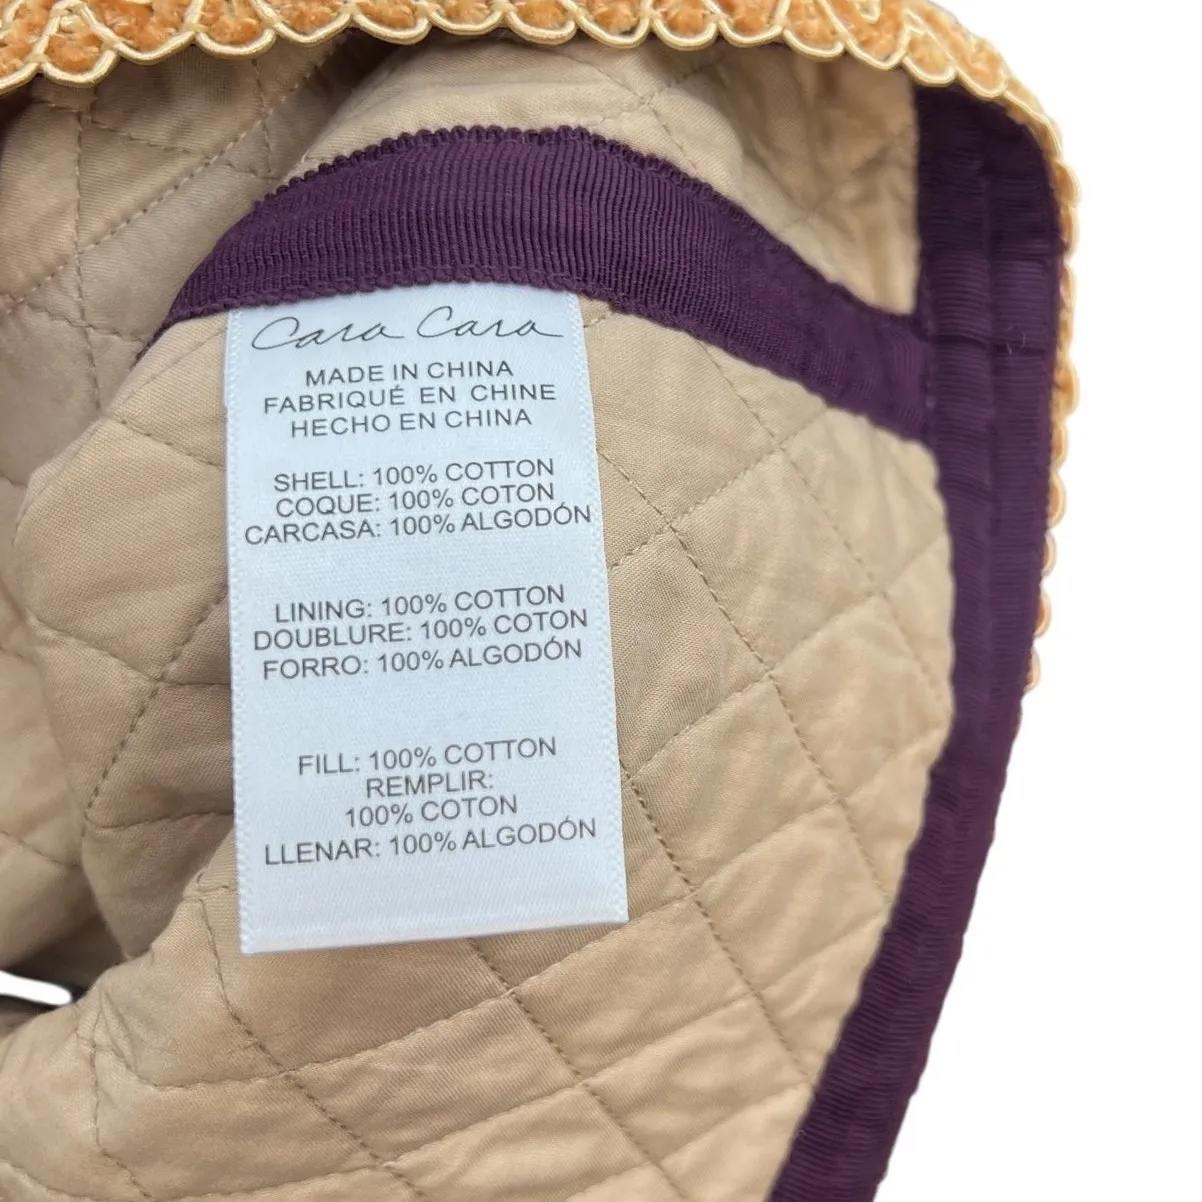 Cara Cara
MADE IN CHINA
FABRIQUÉ EN CHINE
HECHO EN CHINA
SHELL: 100% COTTON
COQUE: 100% COTON
CARCASA: 100% ALGODÓN
LINING: 100% COTTON
DOUBLURE: 100% COTON
FORRO: 100% ALGODÓN
FILL: 100% COTTON
REMPLIR:
100% COTON
LLENAR: 100% ALGODÓN